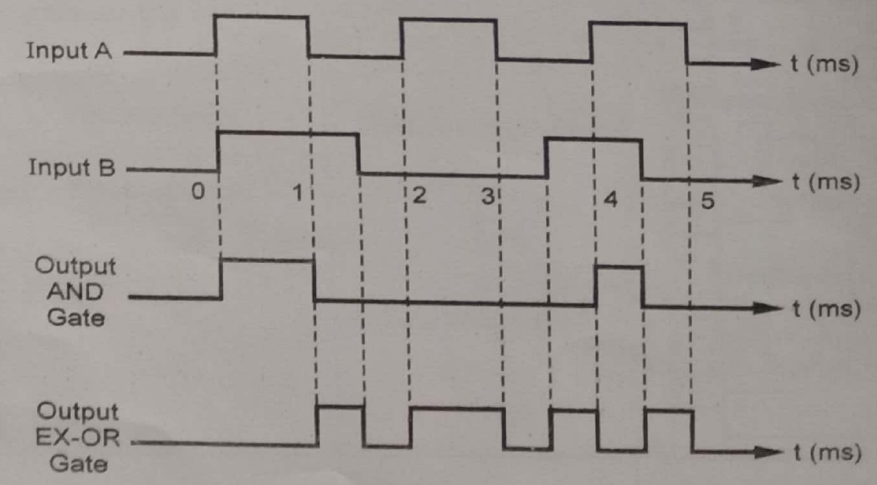 Input A
t (ms)
Input B
t (ms)
0 1 2 3 4 5
Output
AND
Gate
t (ms)
Output
EX-OR
Gate
t (ms)